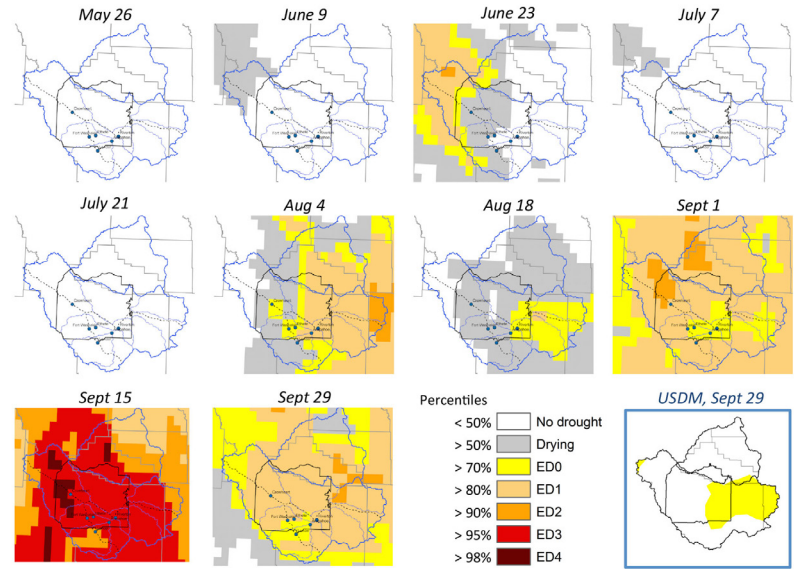 May 26
June 9
June 23
July 7
July 21
Aug 4
Aug 18
Sept 1
Sept 15
Sept 29
Percentiles
< 50% No drought
> 50% Drying
> 70% ED0
> 80% ED1
> 90% ED2
> 95% ED3
> 98% ED4
USDM, Sept 29